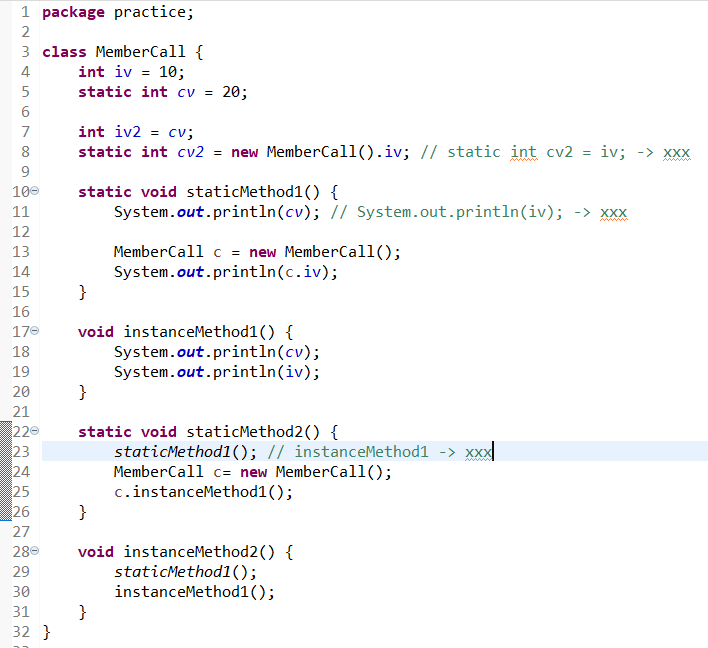 1 package practice;
2
3 class MemberCall {
4     int iv = 10;
5     static int cv = 20;
6
7     int iv2 = cv;
8     static int cv2 = new MemberCall().iv; // static int cv2 = iv; -> xxx
9
10     static void staticMethod1() {
11         System.out.println(cv); // System.out.println(iv); -> xxx
12
13         MemberCall c = new MemberCall();
14         System.out.println(c.iv);
15     }
16
17     void instanceMethod1() {
18         System.out.println(cv);
19         System.out.println(iv);
20     }
21
22     static void staticMethod2() {
23         staticMethod1(); // instanceMethod1 -> xxx
24         MemberCall c= new MemberCall();
25         c.instanceMethod1();
26     }
27
28     void instanceMethod2() {
29         staticMethod1();
30         instanceMethod1();
31     }
32 }